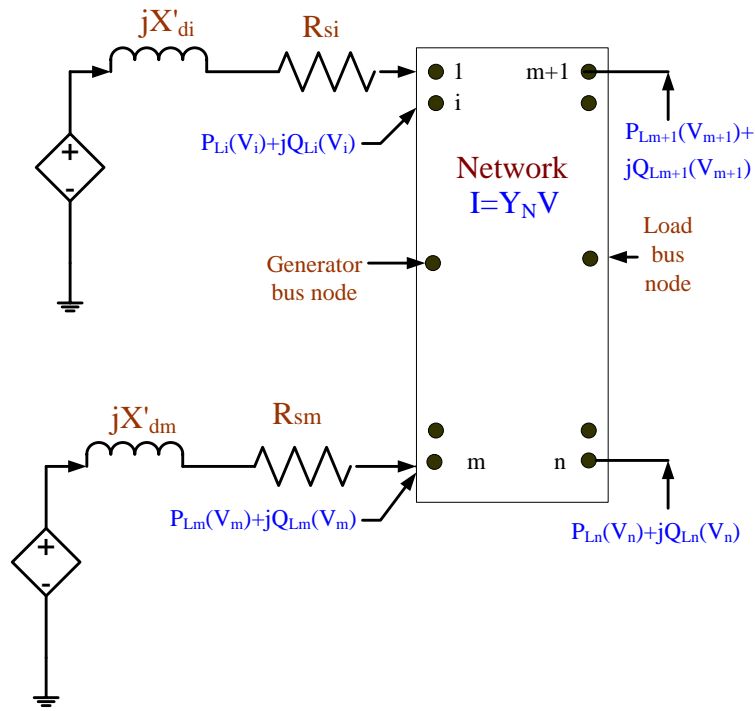 jX'di
Rsi
+
-
1
m+1
i
PLi(Vi)+jQLi(Vi)
PLm+1(Vm+1)+
jQLm+1(Vm+1)
Network
I=YNV
Generator
bus node
Load
bus
node
jX'dm
Rsm
+
-
m
n
PLm(Vm)+jQLm(Vm)
PLn(Vn)+jQLn(Vn)